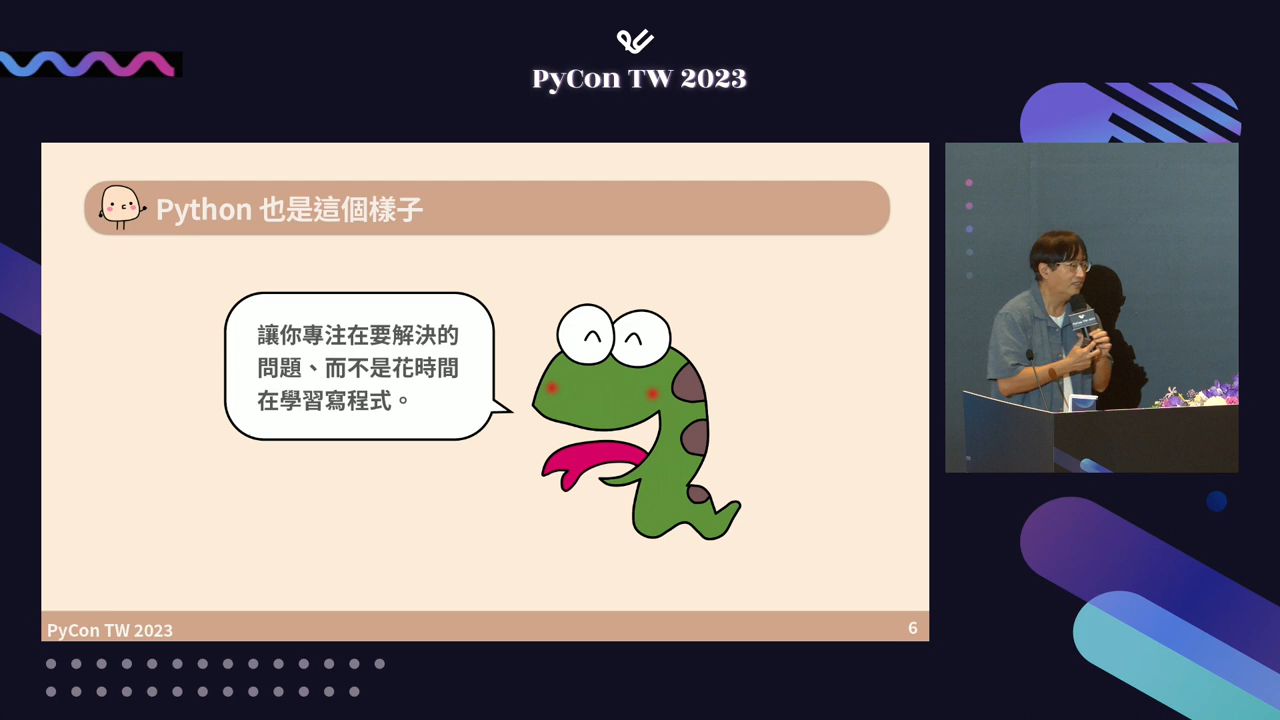 PyCon TW 2023
Python 也是這個樣子
讓你專注在要解決的
問題、而不是花時間
在學習寫程式。
PyCon TW 2023
6